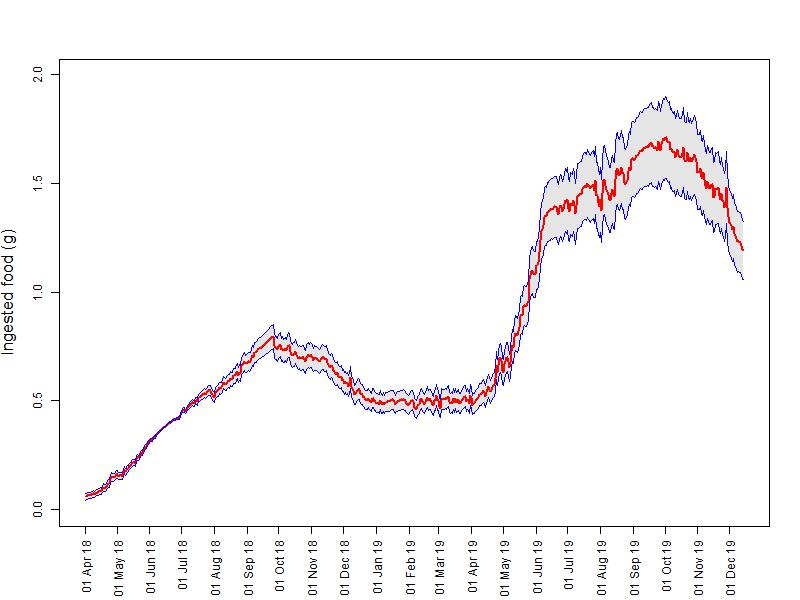 Ingested food (g)
2.0
1.5
1.0
0.5
0.0
01 Apr 18
01 May 18
01 Jun 18
01 Jul 18
01 Aug 18
01 Sep 18
01 Oct 18
01 Nov 18
01 Dec 18
01 Jan 19
01 Feb 19
01 Mar 19
01 Apr 19
01 May 19
01 Jun 19
01 Jul 19
01 Aug 19
01 Sep 19
01 Oct 19
01 Nov 19
01 Dec 19